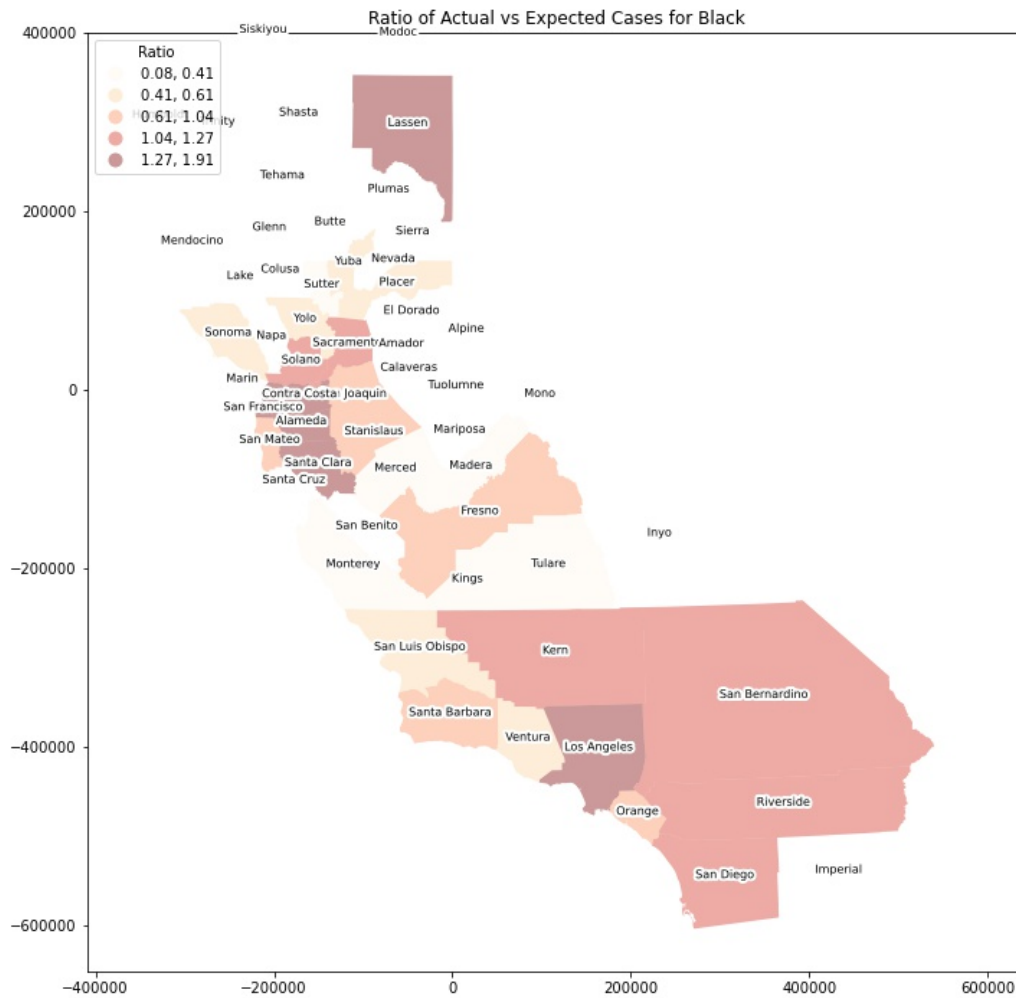 Ratio of Actual vs Expected Cases for Black
Siskiyou
Modoc
400000
Ratio
0.08, 0.41
0.41, 0.61
0.61, 1.04
1.04, 1.27
1.27, 1.91
Shasta
Lassen
Tehama
Plumas
200000
Butte
Glenn
Sierra
Mendocino
Yuba
Nevada
Colusa
Lake
Sutter
Placer
El Dorado
Yolo
Alpine
Sonoma
Napa
Sacramento
Amador
Solano
Calaveras
Marin
Tuolumne
0
Contra Costa
Joaquin
Mono
San Francisco
Alameda
Stanislaus
Mariposa
San Mateo
Santa Clara
Merced
Madera
Santa Cruz
Fresno
San Benito
Inyo
Monterey
Tulare
Kings
−200000
San Luis Obispo
Kern
San Bernardino
Santa Barbara
Ventura
Los Angeles
−400000
Riverside
Orange
San Diego
Imperial
−600000
−400000
−200000
0
200000
400000
600000